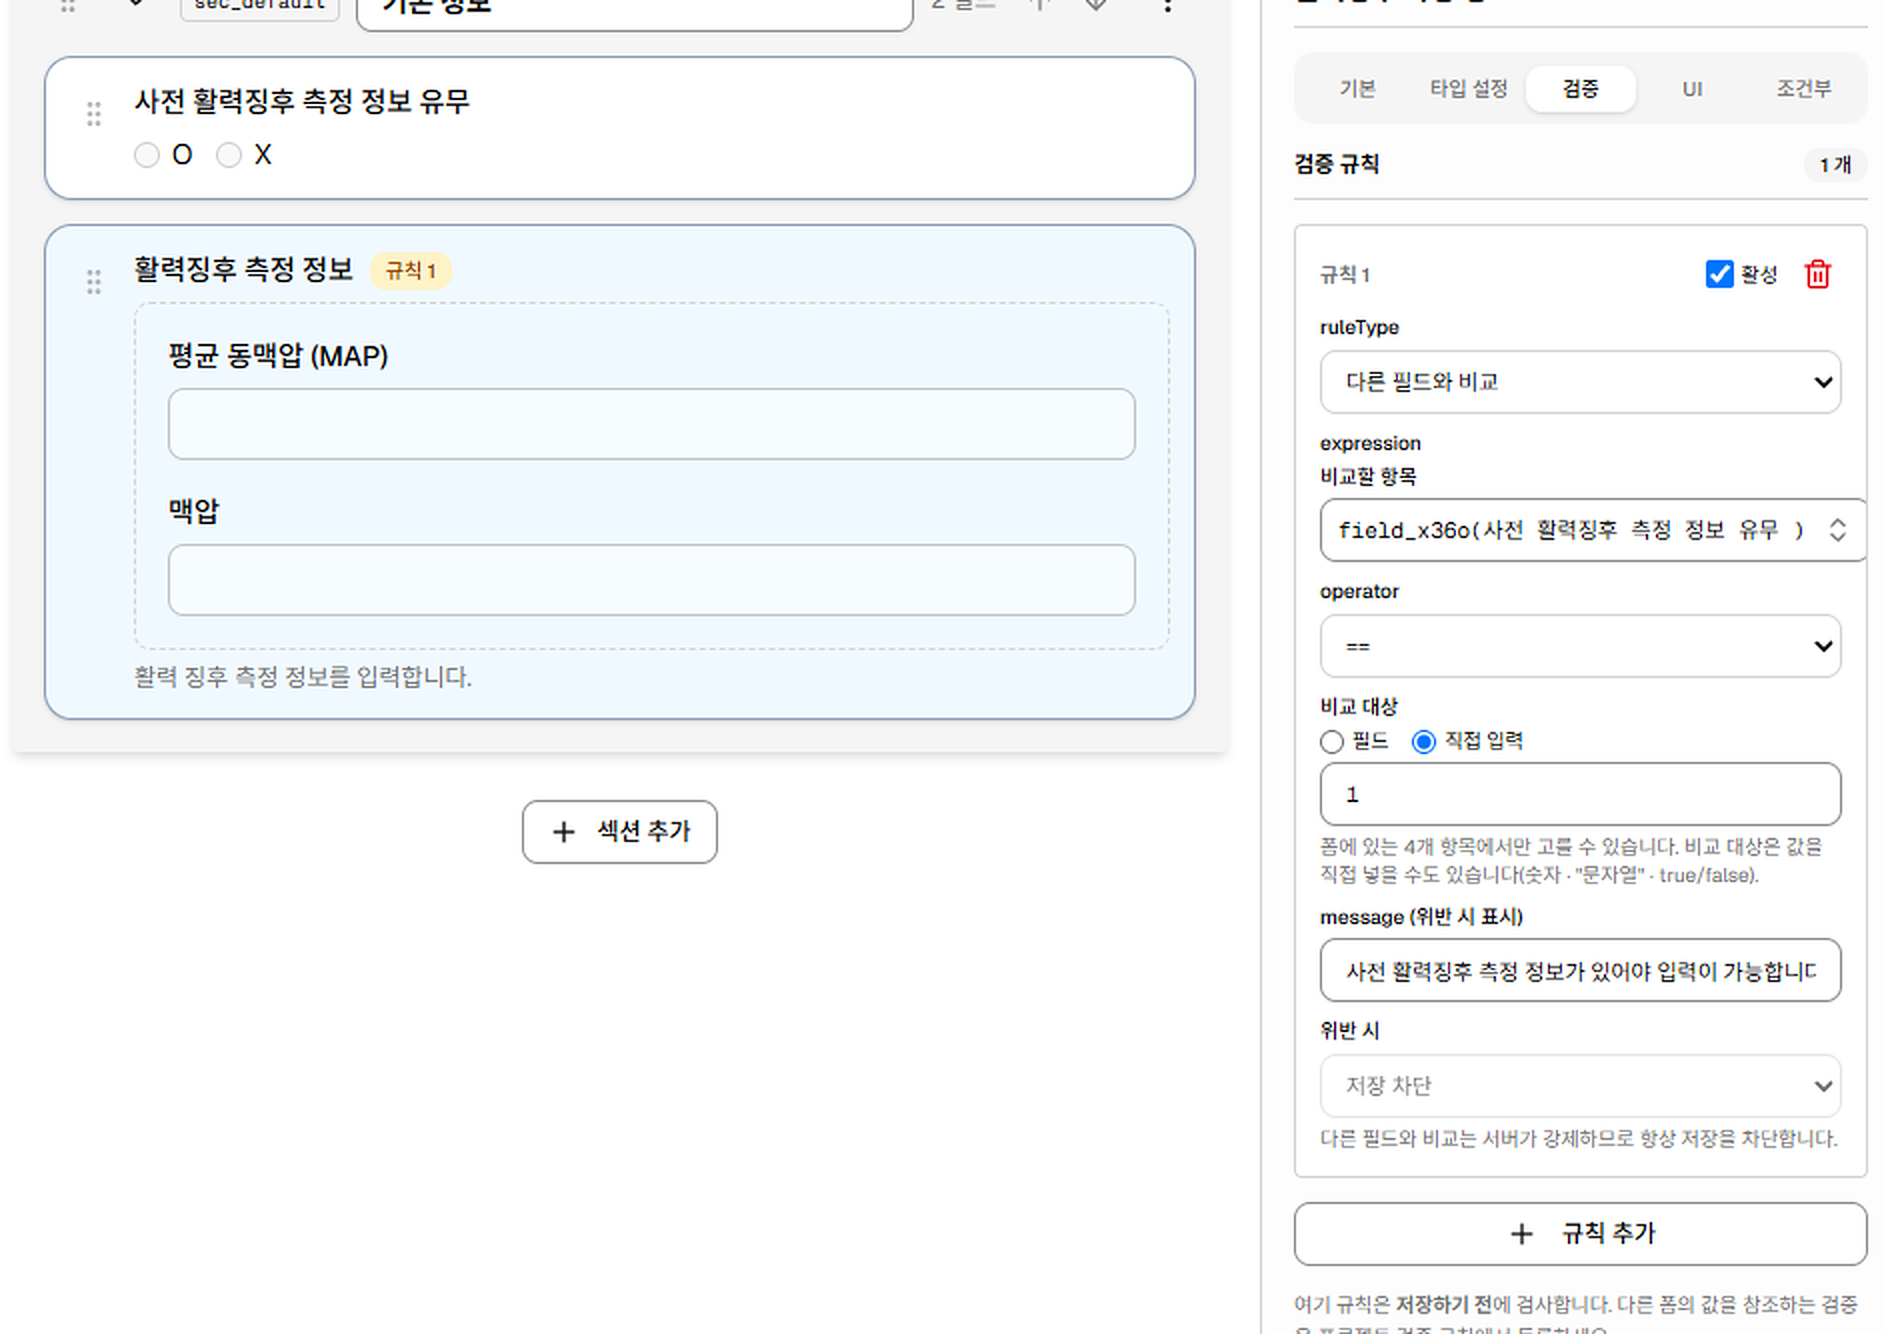 sec_default
기본 정보
2 필드
사전 활력징후 측정 정보 유무
O X
활력징후 측정 정보 규칙 1
평균 동맥압 (MAP)
맥압
활력 징후 측정 정보를 입력합니다.
+ 섹션 추가
기본 타입 설정 검증 UI 조건부
검증 규칙 1 개
규칙 1 활성
ruleType
다른 필드와 비교
expression
비교할 항목
field_x36o(사전 활력징후 측정 정보 유무 )
operator
==
비교 대상
필드 직접 입력
1
폼에 있는 4개 항목에서만 고를 수 있습니다. 비교 대상은 값을
직접 넣을 수도 있습니다(숫자 · "문자열" · true/false).
message (위반 시 표시)
사전 활력징후 측정 정보가 있어야 입력이 가능합니다
위반 시
저장 차단
다른 필드와 비교는 서버가 강제하므로 항상 저장을 차단합니다.
+ 규칙 추가
여기 규칙은 저장하기 전에 검사합니다. 다른 폼의 값을 참조하는 검증